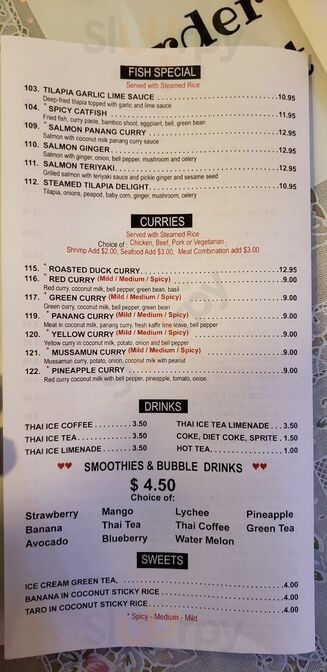 rder
FISH SPECIAL
Served with Steamed Rice
103. TILAPIA GARLIC LIME SAUCE 10.95
Deep-fried tilapia topped with garlic and lime sauce
104. * SPICY CATFISH 11.95
Fried fish, curry paste, bamboo shoot, eggplant, bell, green bean
109. * SALMON PANANG CURRY 12.95
Salmon with coconut milk panang curry sauce
110. SALMON GINGER 12.95
Salmon with ginger, onion, bell pepper, mushroom and celery
111. SALMON TERIYAKI 12.95
Grilled salmon with teriyaki sauce and pickle ginger and sesame seed
112. STEAMED TILAPIA DELIGHT 10.95
Tilapia, onions, peapod, baby corn, ginger, mushroom, celery
CURRIES
Served with Steamed Rice
Choice of : Chicken, Beef, Pork or Vegetarian
Shrimp Add $2.00, Seafood Add $3.00, Meat Combination add $3.00
115. * ROASTED DUCK CURRY 12.95
116. * RED CURRY (Mild / Medium / Spicy) 9.00
Red curry, coconut milk, bell pepper, green bean, basil
117. * GREEN CURRY (Mild / Medium / Spicy) 9.00
Green curry, coconut milk, bell pepper, green bean
119. * PANANG CURRY (Mild / Medium / Spicy) 9.00
Meat in coconut milk, panang curry, fresh kaffir lime leave, bell pepper
120. * YELLOW CURRY (Mild / Medium / Spicy) 9.00
Yellow curry in coconut milk, potato, onion and bell pepper
121. * MUSSAMUN CURRY (Mild / Medium / Spicy) 9.00
Mussamun curry, potato, onion, coconut milk with peanut
122. * PINEAPPLE CURRY 9.00
Red curry coconut milk with bell pepper, pineapple, tomato, onion
DRINKS
THAI ICE COFFEE 3.50 THAI ICE TEA LIMENADE 3.50
THAI ICE TEA 3.50 COKE, DIET COKE, SPRITE 1.50
THAI ICE LIMENADE 3.50 HOT TEA 1.00
SMOOTHIES & BUBBLE DRINKS
$ 4.50
Choice of:
Strawberry Mango Lychee Pineapple
Banana Thai Tea Thai Coffee Green Tea
Avocado Blueberry Water Melon
SWEETS
ICE CREAM GREEN TEA, 4.00
BANANA IN COCONUT STICKY RICE 4.00
TARO IN COCONUT STICKY RICE 4.00
* Spicy - Medium - Mild